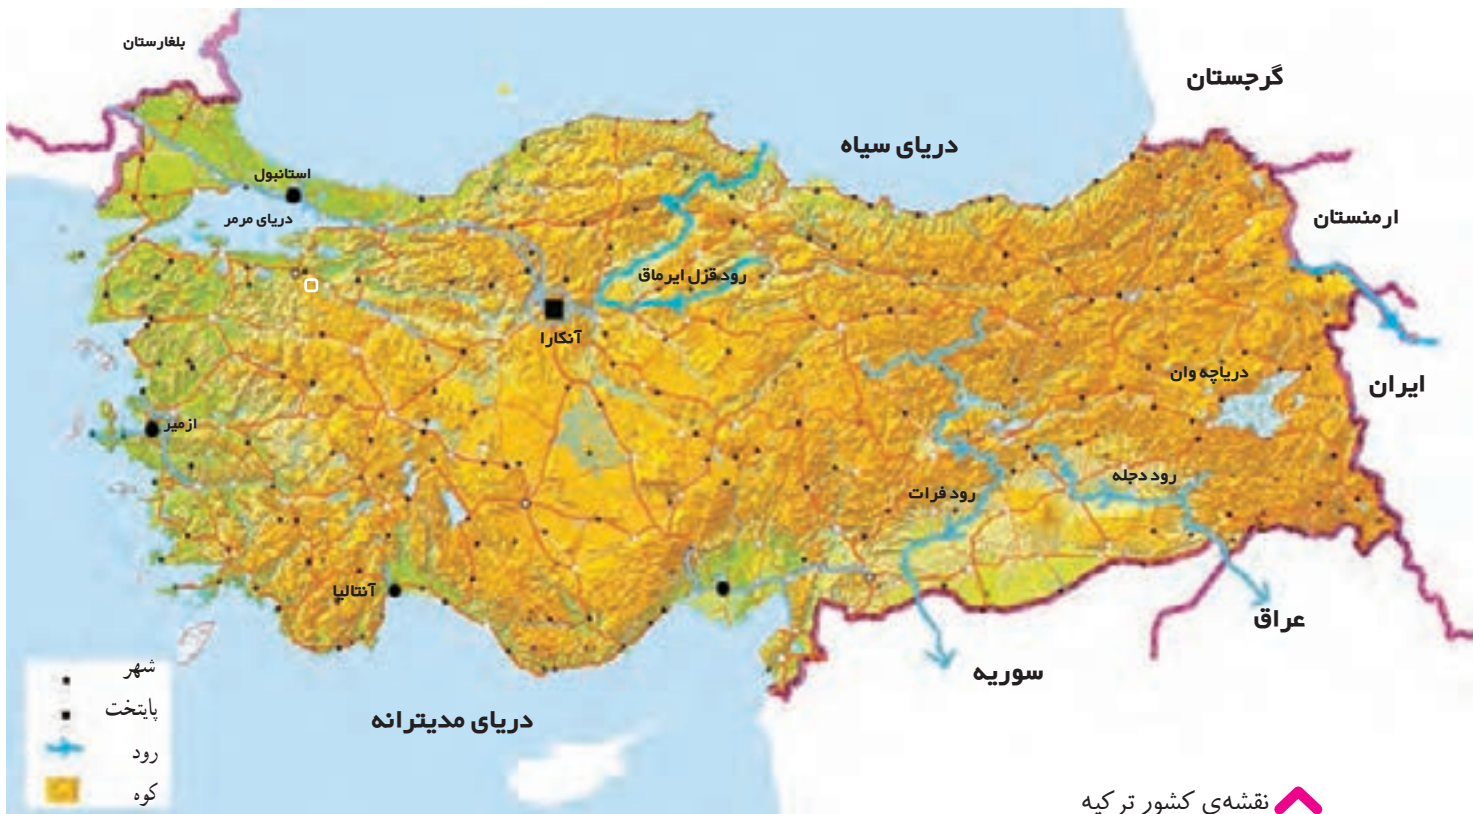 بلغارستان
گرجستان
دریای سیاه
استانبول
دریای مرمر
ارمنستان
رود قزل ایرماق
آنکارا
دریاچه وان
ایران
ازمیر
رود دجله
رود فرات
آنتالیا
عراق
سوریه
دریای مدیترانه
شهر
پایتخت
رود
کوه
نقشه‌ی کشور ترکیه